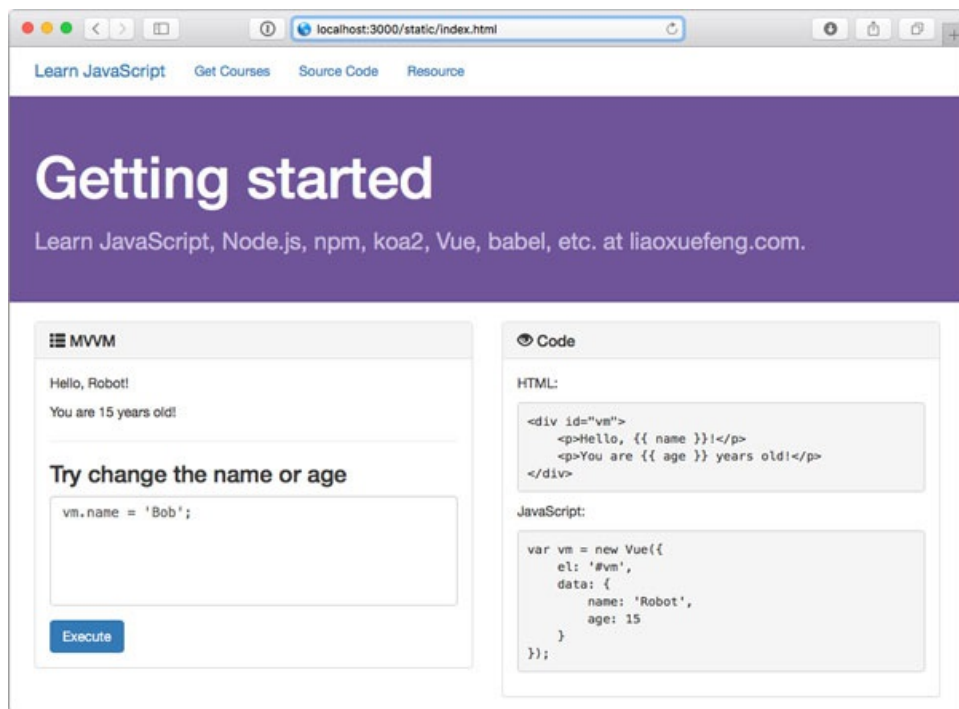 localhost:3000/static/index.html
Learn JavaScript Get Courses Source Code Resource
Getting started
Learn JavaScript, Node.js, npm, koa2, Vue, babel, etc. at liaoxuefeng.com.
MVVM
Hello, Robot!
You are 15 years old!
Try change the name or age
vm.name = 'Bob';
Execute
Code
HTML:
<div id="vm">
    <p>Hello, {{ name }}!</p>
    <p>You are {{ age }} years old!</p>
</div>
JavaScript:
var vm = new Vue({
    el: '#vm',
    data: {
        name: 'Robot',
        age: 15
    }
});